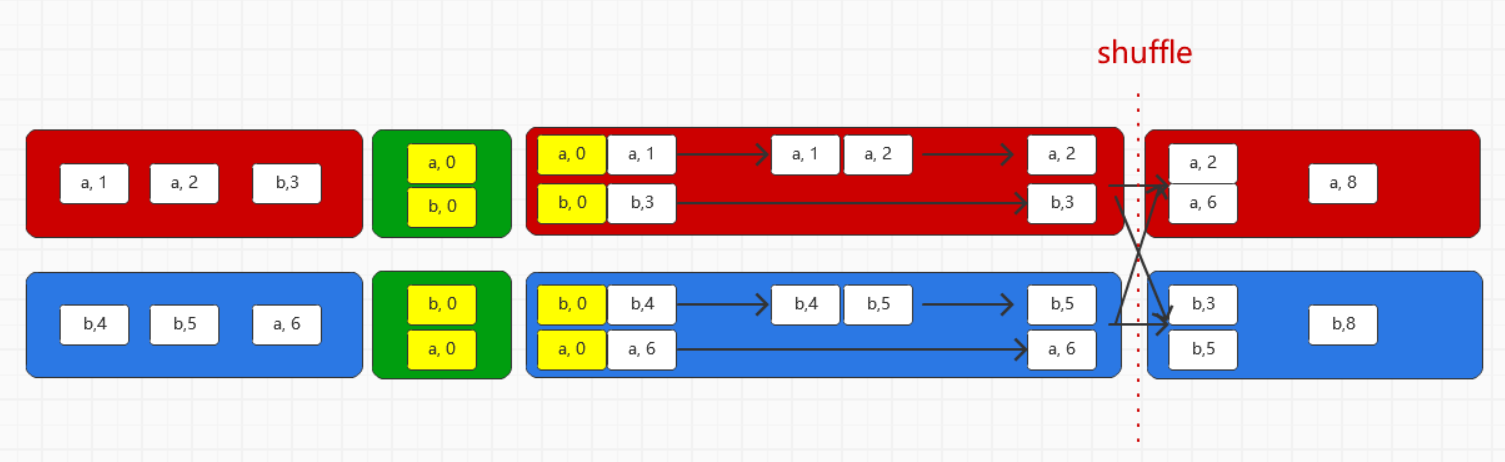 shuffle
a, 1 a, 2 b,3
a, 0
b, 0
a, 0 a, 1 a, 1 a, 2 a, 2
b, 0 b,3 b,3
a, 2
a, 6
a, 8
b,4 b,5 a, 6
b, 0
a, 0
b, 0 b,4 b,4 b,5 b,5
a, 0 a, 6 a, 6
b,3
b,5
b,8